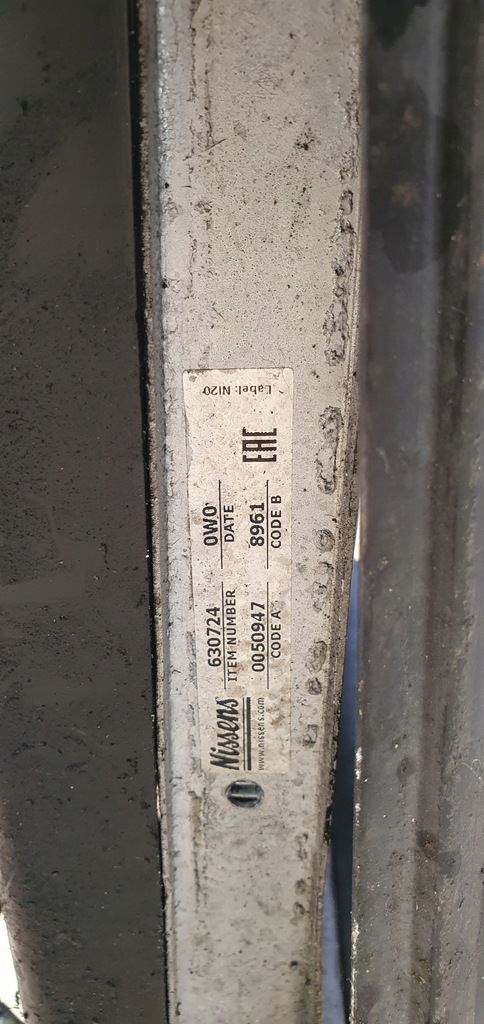 Nissens
www.nissens.com
630724
ITEM NUMBER
0050947
CODE A
0W0
DATE
8961
CODE B
EAC
Label: NI20